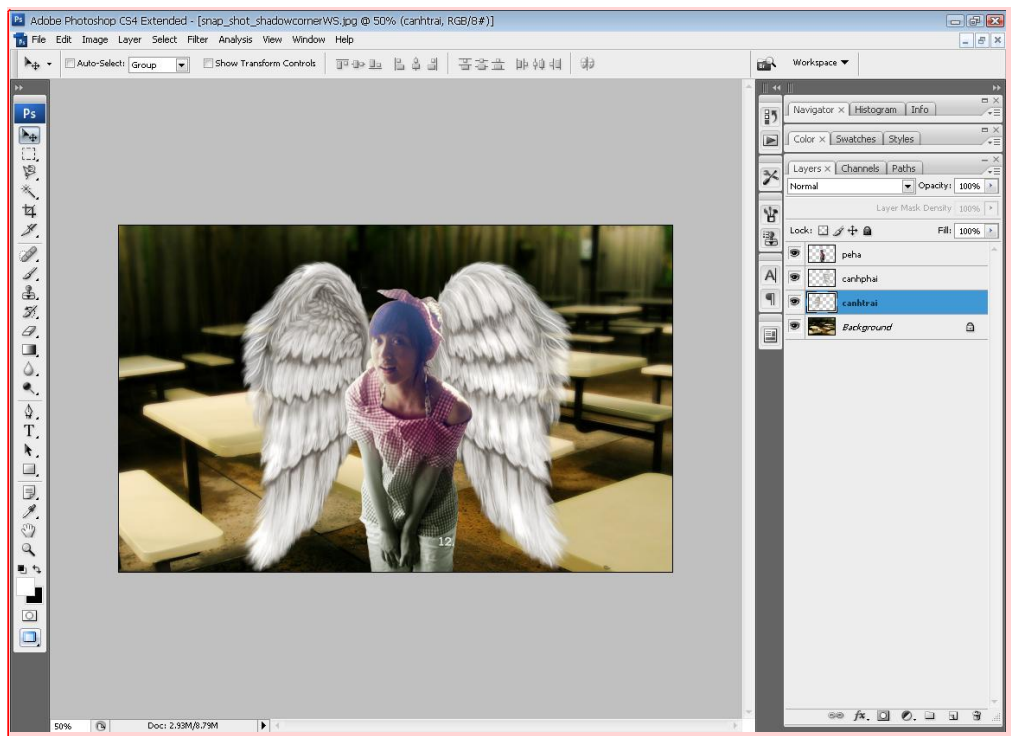 Adobe Photoshop CS4 Extended - [snap_shot_shadowcornerWS.jpg @ 50% (canhtrai, RGB/8#)]
File Edit Image Layer Select Filter Analysis View Window Help
Auto-Select: Group Show Transform Controls Workspace
Ps
Navigator × Histogram Info
Color × Swatches Styles
Layers × Channels Paths
Normal Opacity: 100%
Layer Mask Density 100%
Lock: Fill: 100%
peha
canhphai
canhtrai
Background
12
50% Doc: 2.93M/8.79M